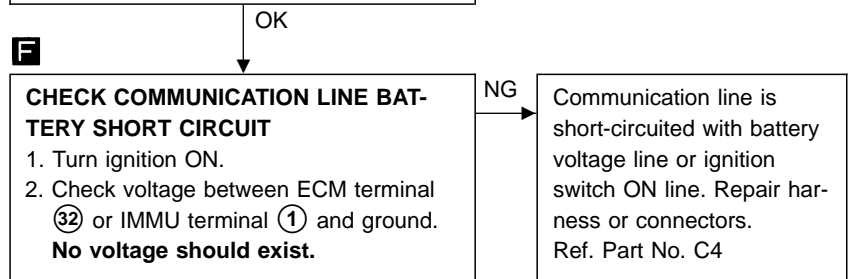 OK
F
CHECK COMMUNICATION LINE BAT-
TERY SHORT CIRCUIT
1. Turn ignition ON.
2. Check voltage between ECM terminal
32 or IMMU terminal 1 and ground.
No voltage should exist.
NG
Communication line is
short-circuited with battery
voltage line or ignition
switch ON line. Repair har-
ness or connectors.
Ref. Part No. C4